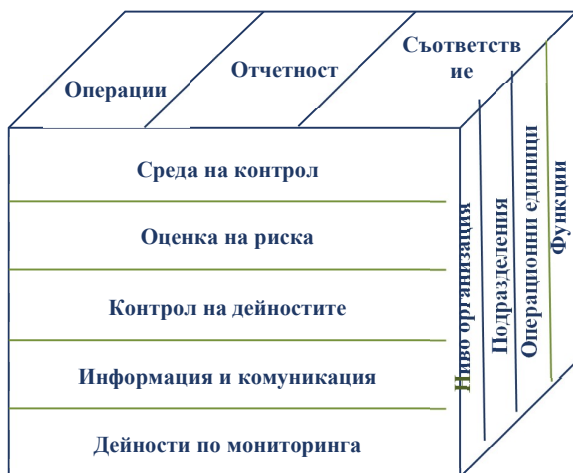 Операции
Отчетност
Съответств
ие
Среда на контрол
Оценка на риска
Контрол на дейностите
Информация и комуникация
Дейности по мониторинга
Ниво организация
Подразделения
Операционни единици
Функции